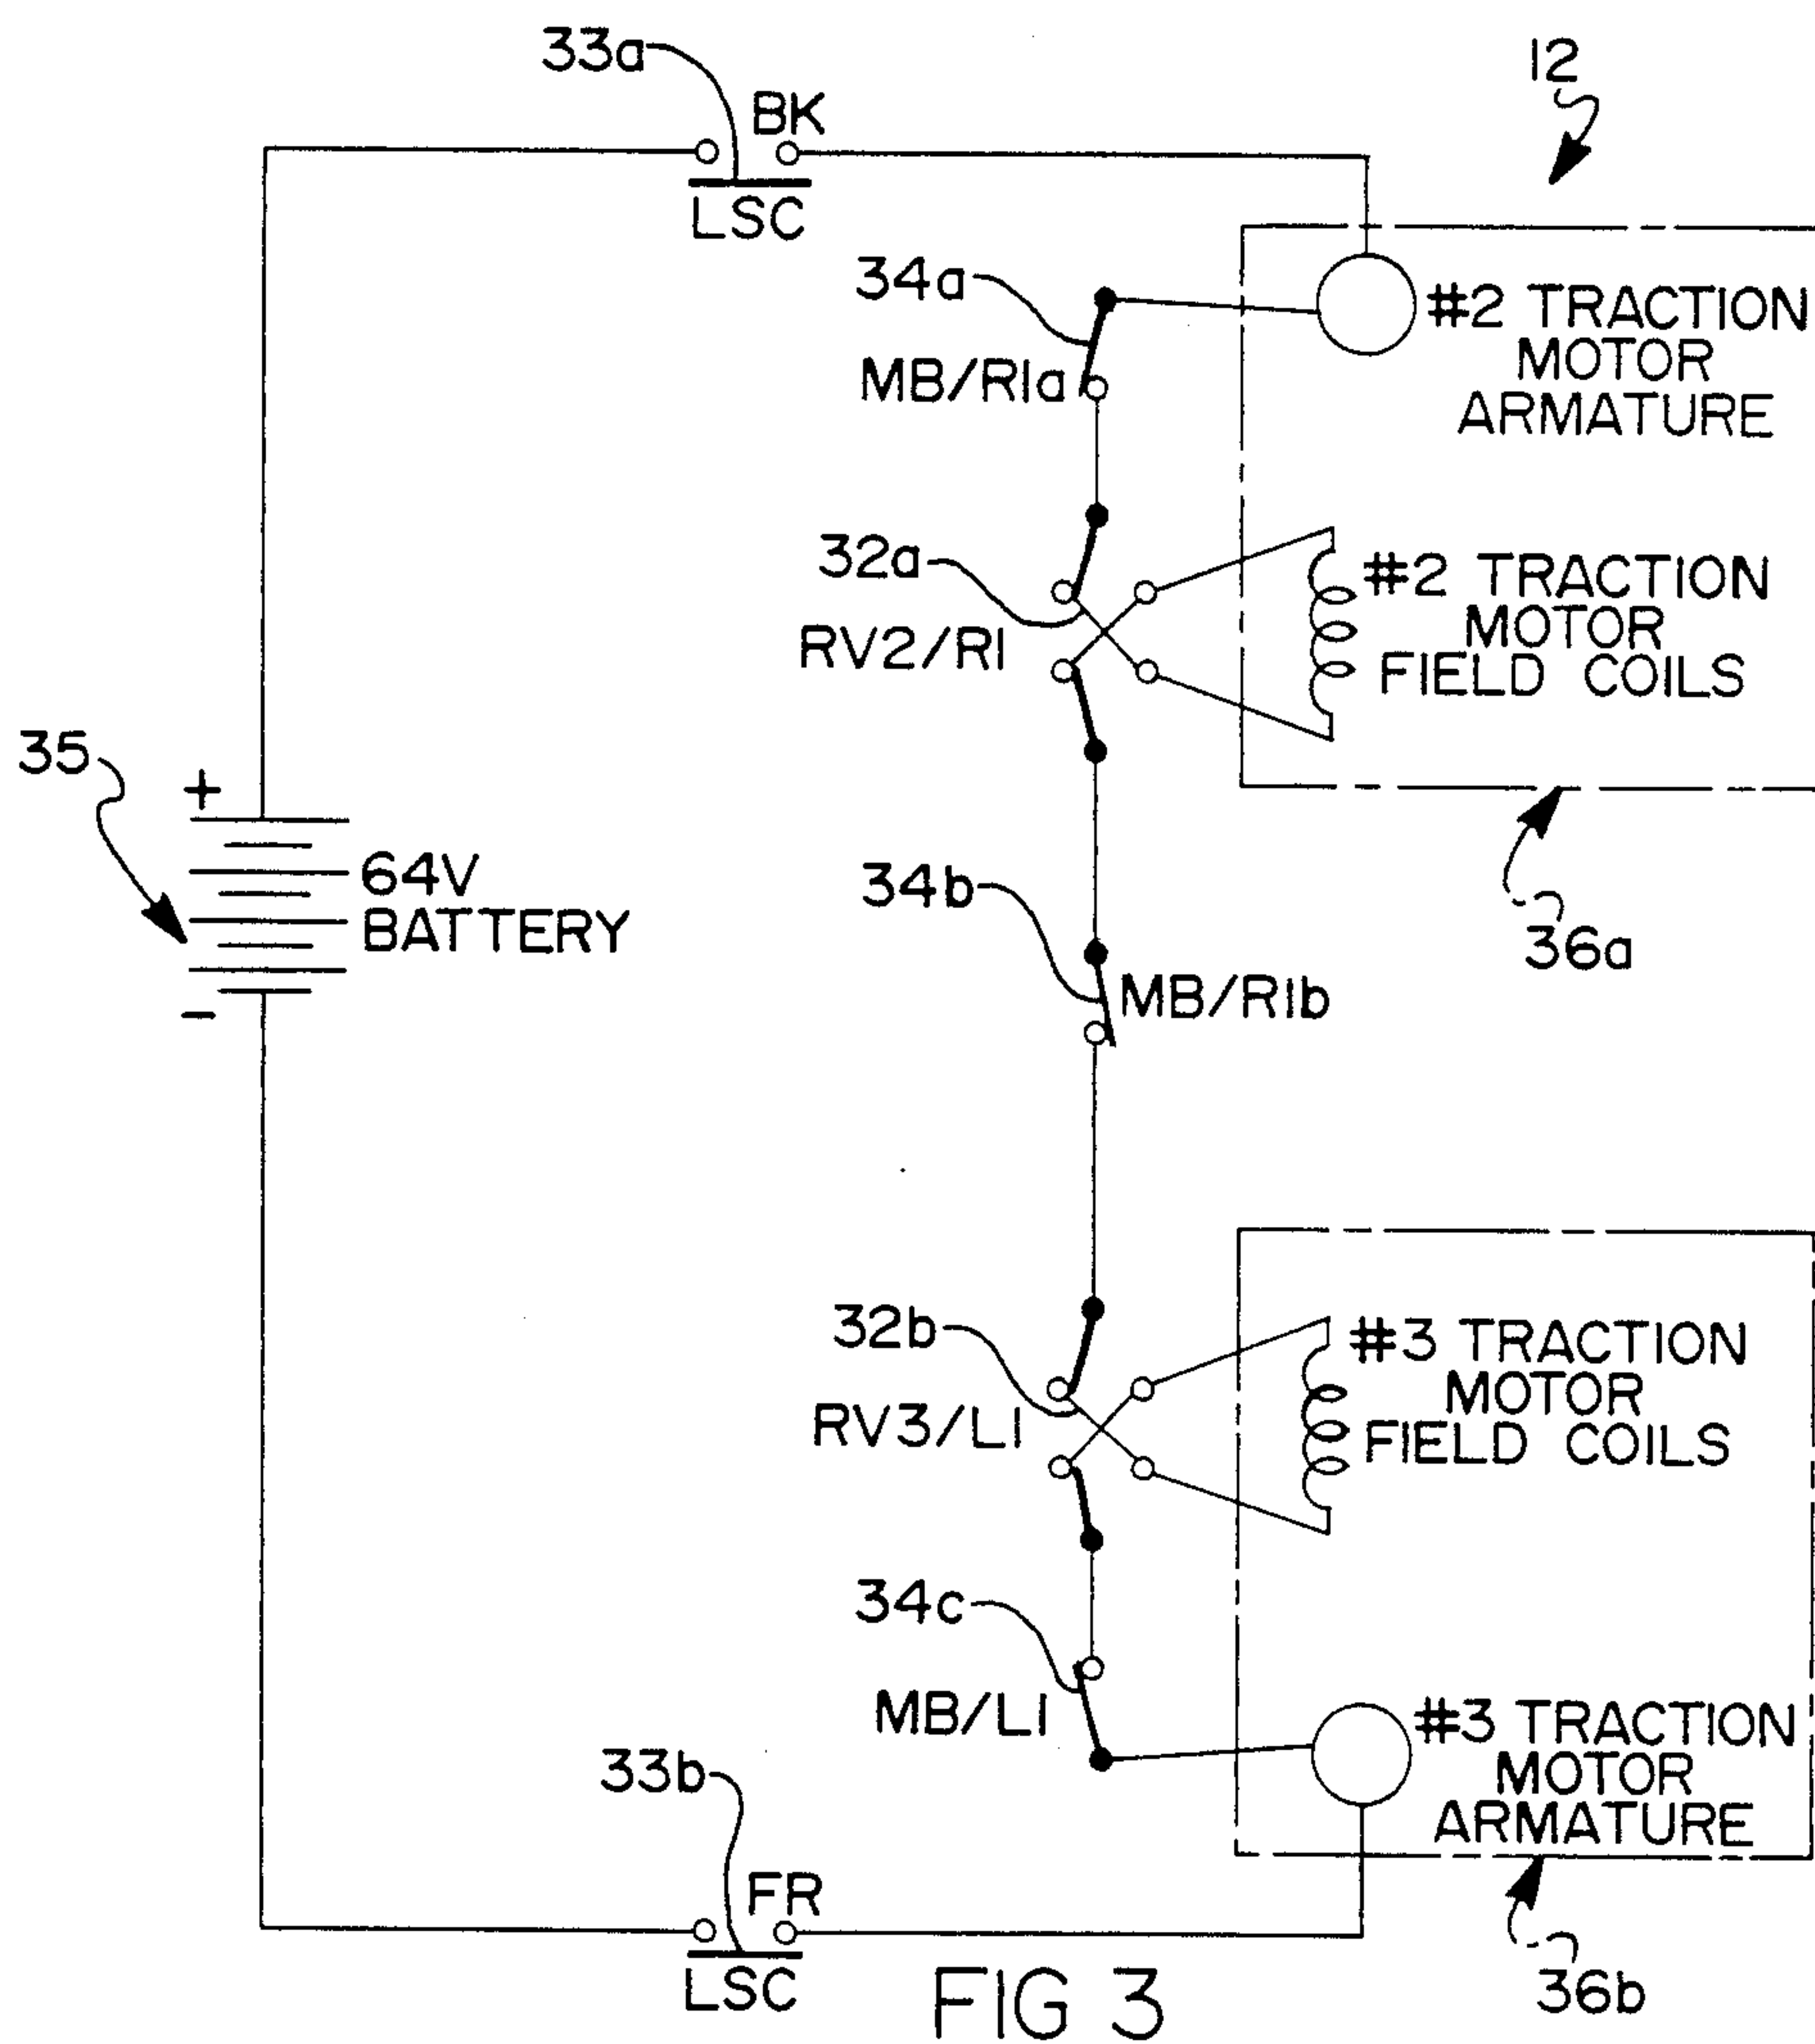 33a
BK
LSC
12
34a
MB/R1a
#2 TRACTION
MOTOR
ARMATURE
32a
RV2/R1
#2 TRACTION
MOTOR
FIELD COILS
35
+
64V
BATTERY
-
34b
MB/R1b
36a
32b
RV3/L1
#3 TRACTION
MOTOR
FIELD COILS
34c
MB/L1
#3 TRACTION
MOTOR
ARMATURE
33b
FR
LSC
36b
FIG 3